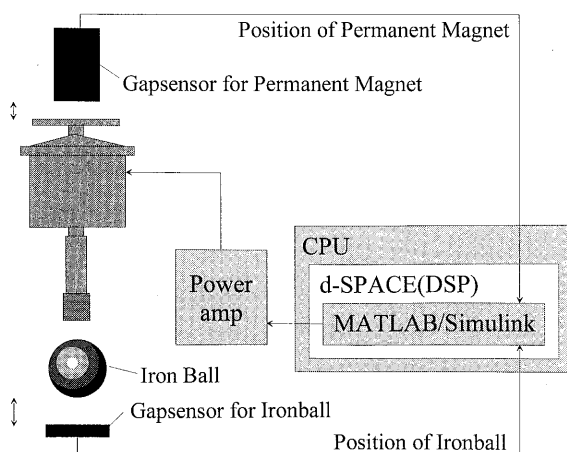 Position of Permanent Magnet
Gapsensor for Permanent Magnet
CPU
d-SPACE(DSP)
Power
amp
MATLAB/Simulink
Iron Ball
Gapsensor for Ironball
Position of Ironball